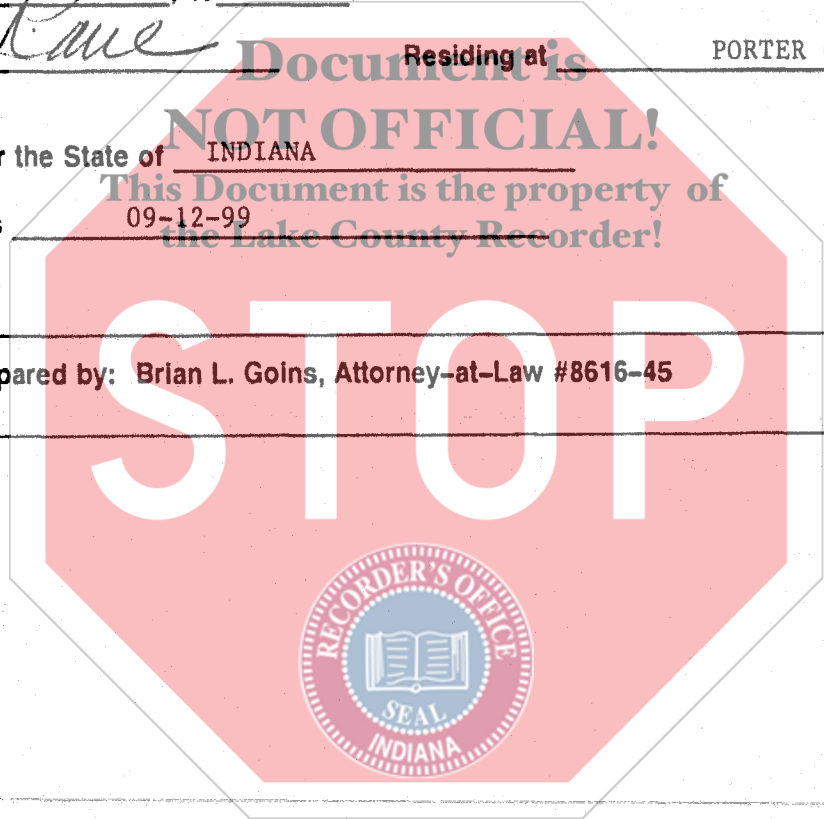 Kane
Document is
Residing at PORTER
NOT OFFICIAL!
the State of INDIANA
This Document is the property of
09-12-99
the Lake County Recorder!
STOP
pared by: Brian L. Goins, Attorney-at-Law #8616-45
RECORDER'S OFFICE
SEAL
INDIANA